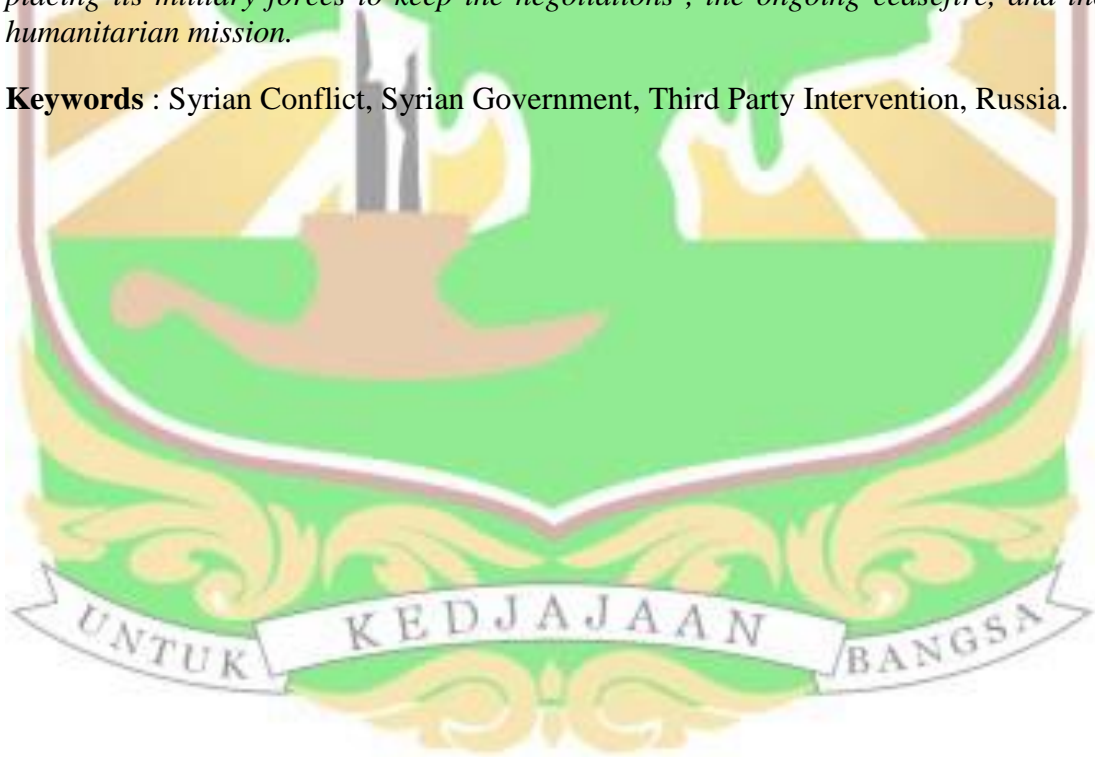 placing its military forces to keep the negotiations , the ongoing ceasefire, and the
humanitarian mission.
Keywords : Syrian Conflict, Syrian Government, Third Party Intervention, Russia.
UNTUK KEDJAJAAN BANGSA